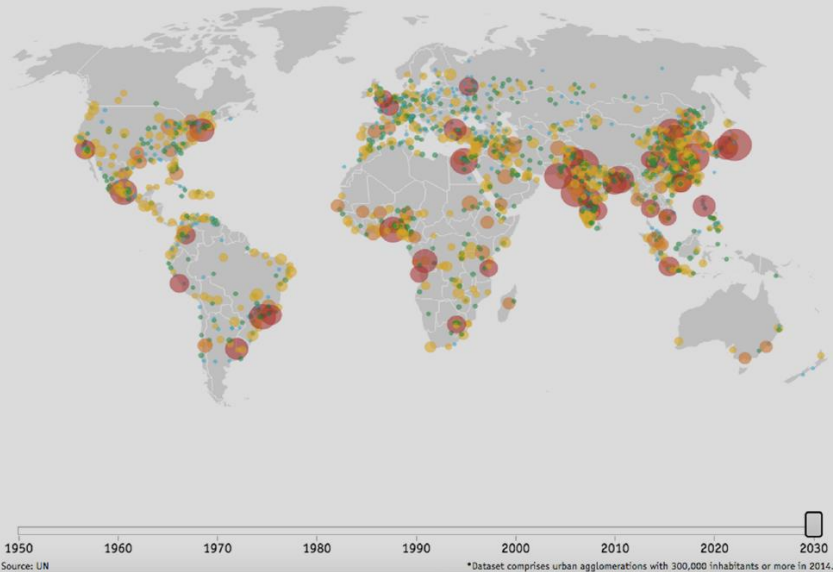 1950 1960 1970 1980 1990 2000 2010 2020 2030
Source: UN *Dataset comprises urban agglomerations with 300,000 inhabitants or more in 2014.